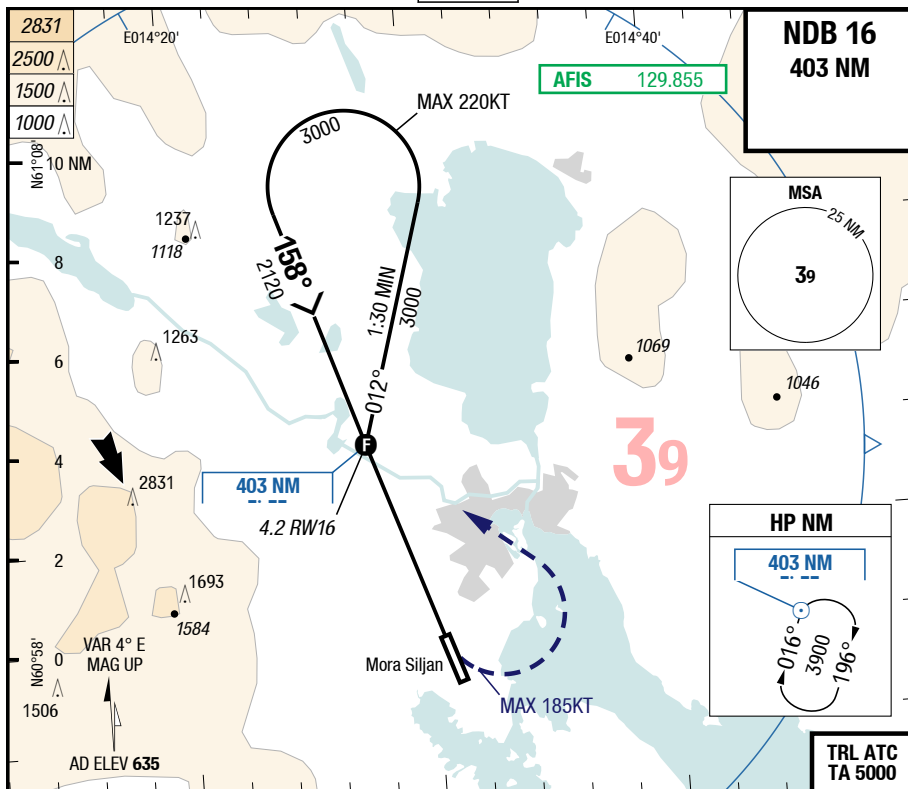 2831
2500
1500
1000
E014°20'
E014°40'
NDB 16
403 NM
AFIS 129.855
MAX 220KT
3000
N61°08'
10 NM
MSA
25 NM
39
1237
1118
158°
2120
1:30 MIN
3000
012°
8
1263
6
1069
1046
F
4
2831
403 NM
4.2 RW16
39
HP NM
403 NM
016°
3900
196°
2
1693
1584
VAR 4° E
MAG UP
N60°58'
0
Mora Siljan
1506
MAX 185KT
AD ELEV 635
TRL ATC
TA 5000